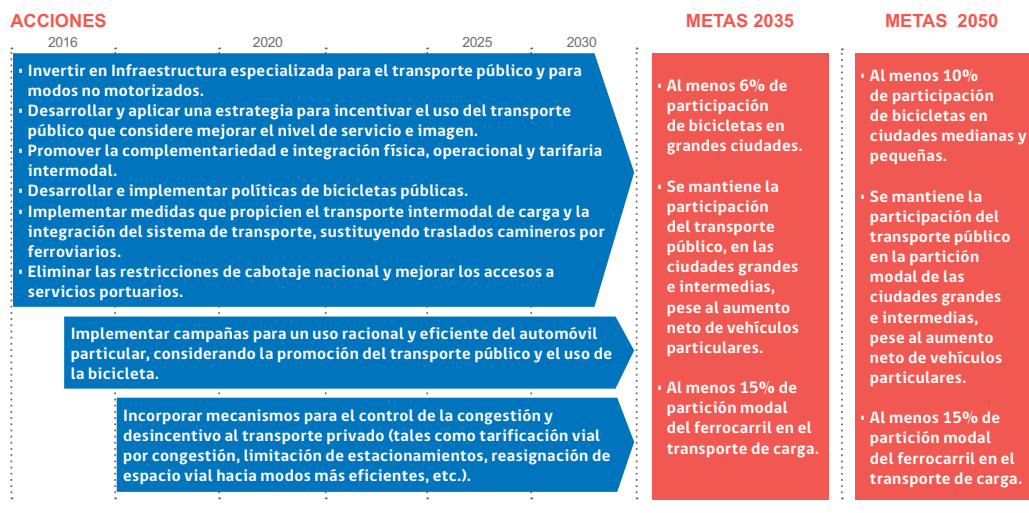 ACCIONES
2016
2020
2025
2030
• Invertir en Infraestructura especializada para el transporte público y para
modos no motorizados.
• Desarrollar y aplicar una estrategia para incentivar el uso del transporte
público que considere mejorar el nivel de servicio e imagen.
• Promover la complementariedad e integración física, operacional y tarifaria
intermodal.
• Desarrollar e implementar políticas de bicicletas públicas.
• Implementar medidas que propicien el transporte intermodal de carga y la
integración del sistema de transporte, sustituyendo traslados camineros por
ferroviarios.
• Eliminar las restricciones de cabotaje nacional y mejorar los accesos a
servicios portuarios.
Implementar campañas para un uso racional y eficiente del automóvil
particular, considerando la promoción del transporte público y el uso de
la bicicleta.
Incorporar mecanismos para el control de la congestión y
desincentivo al transporte privado (tales como tarificación vial
por congestión, limitación de estacionamientos, reasignación de
espacio vial hacia modos más eficientes, etc.).
METAS 2035
• Al menos 6% de
participación
de bicicletas en
grandes ciudades.
• Se mantiene la
participación
del transporte
público, en las
ciudades grandes
e intermedias,
pese al aumento
neto de vehículos
particulares.
• Al menos 15% de
partición modal
del ferrocarril en el
transporte de carga.
METAS 2050
• Al menos 10%
de participación
de bicicletas en
ciudades medianas y
pequeñas.
• Se mantiene la
participación del
transporte público
en la partición
modal de las
ciudades grandes
e intermedias,
pese al aumento
neto de vehículos
particulares.
• Al menos 15% de
partición modal
del ferrocarril en el
transporte de carga.